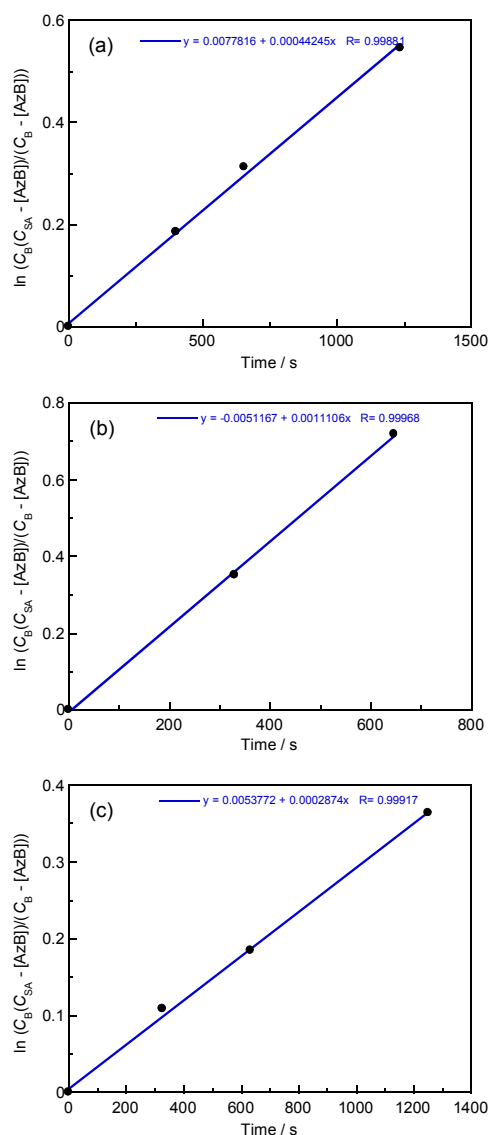 (a)
y = 0.0077816 + 0.00044245x R= 0.99881
ln (C_B(C_SA - [AzB])/(C_B - [AzB]))
0.6
0.4
0.2
0
0 500 1000 1500
Time / s
(b)
y = -0.0051167 + 0.0011106x R= 0.99968
ln (C_B(C_SA - [AzB])/(C_B - [AzB]))
0.8
0.6
0.4
0.2
0
0 200 400 600 800
Time / s
(c)
y = 0.0053772 + 0.0002874x R= 0.99917
ln (C_B(C_SA - [AzB])/(C_B - [AzB]))
0.4
0.3
0.2
0.1
0
0 200 400 600 800 1000 1200 1400
Time / s